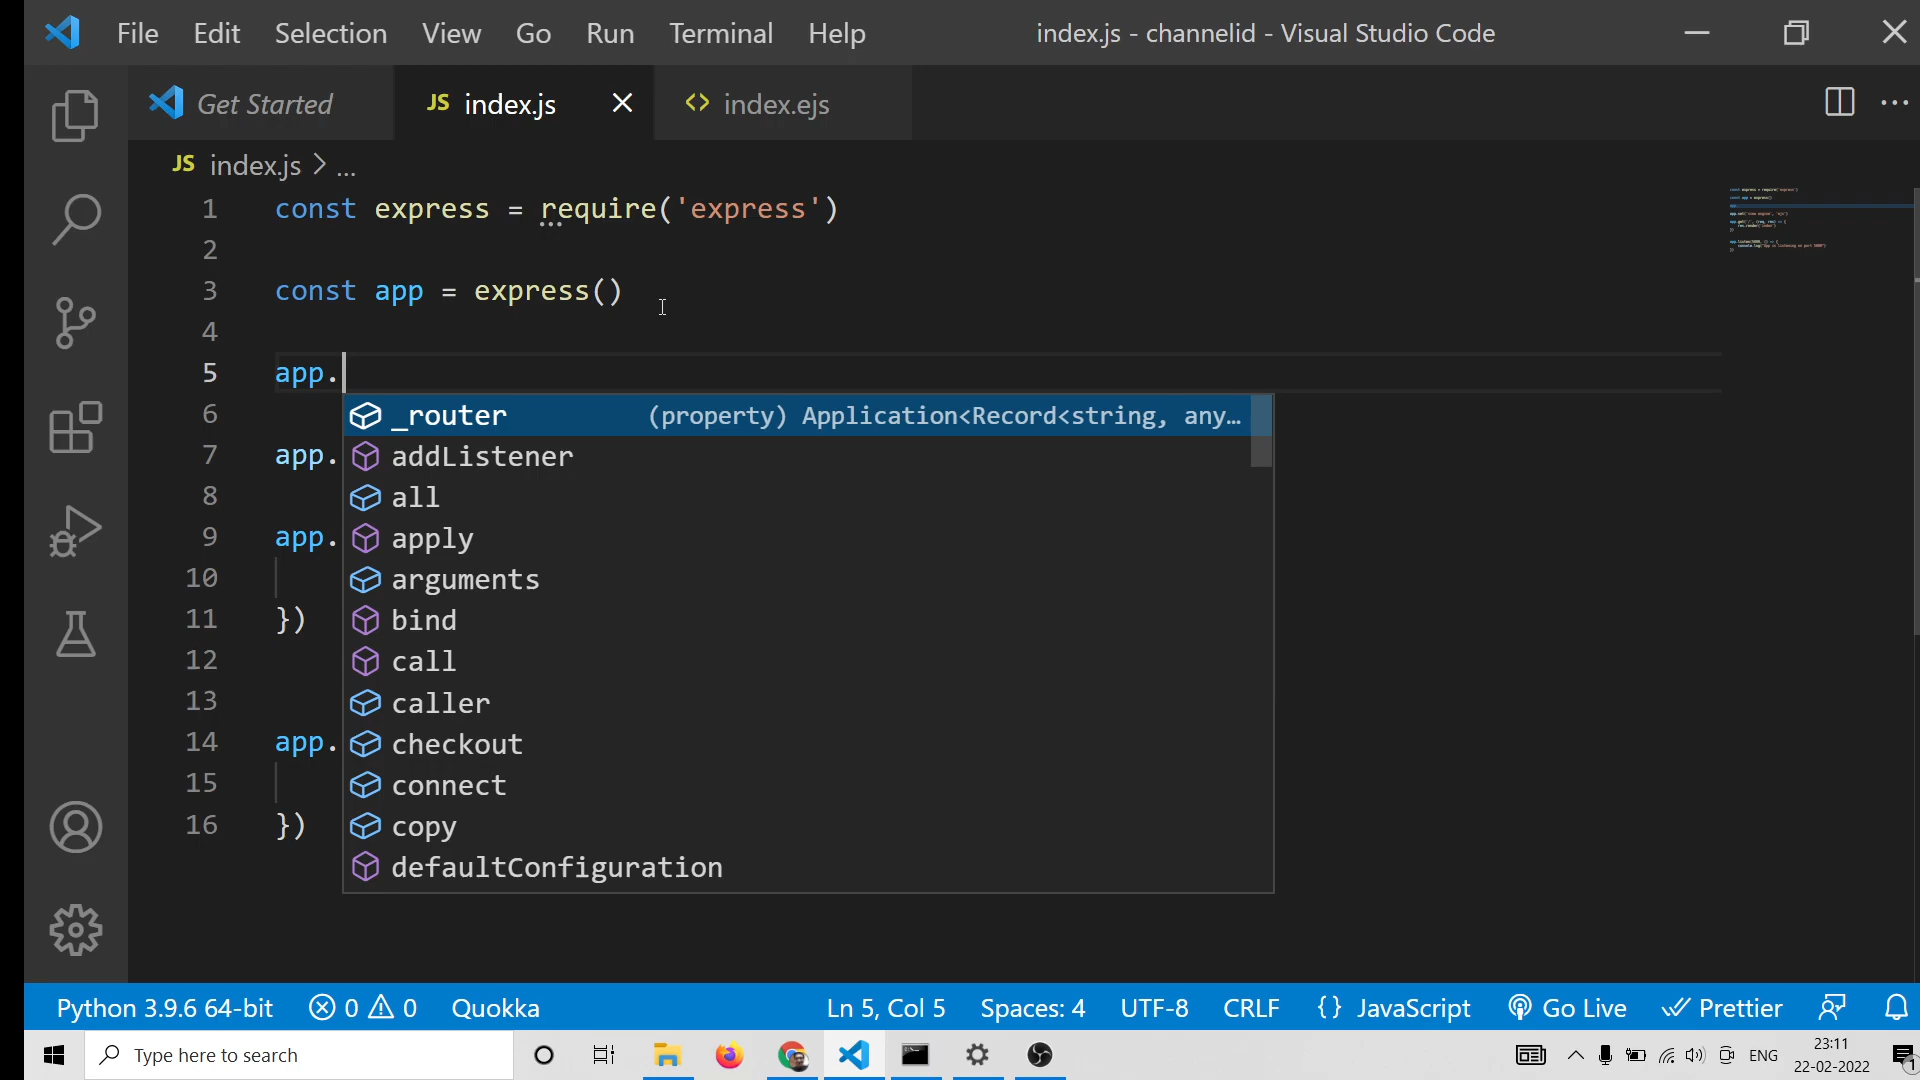 File Edit Selection View Go Run Terminal Help index.js - channelid - Visual Studio Code
Get Started JS index.js index.ejs
JS index.js > ...
1 const express = require('express')
2
3 const app = express()
4
5 app.
6
7 app.
8
9 app.
10
11 })
12
13
14 app.
15
16 })
_router (property) Application<Record<string, any…
addListener
all
apply
arguments
bind
call
caller
checkout
connect
copy
defaultConfiguration
Python 3.9.6 64-bit 0 0 Quokka Ln 5, Col 5 Spaces: 4 UTF-8 CRLF {} JavaScript Go Live Prettier
Type here to search ENG 23:11
22-02-2022 1